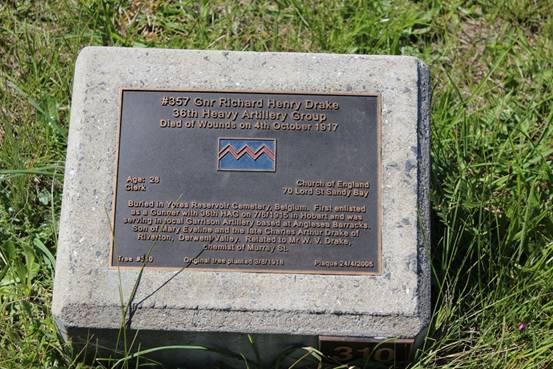 #357 Gnr Richard Henry Drake
36th Heavy Artillery Group
Died of Wounds on 4th October 1917
Age: 28
Church of England
Clerk
70 Lord St Sandy Bay
Buried in Ypres Reservoir Cemetery, Belgium. First enlisted
as a Gunner with 36th HAG on 7/6/1915 in Hobart and was
serving in local Garrison Artillery based at Anglesea Barracks.
Son of Mary Eveline and the late Charles Arthur Drake of
Riverton, Derwent Valley. Related to Mr W. V. Drake,
chemist of Murray St.
Tree #310
Original tree planted 3/8/1918
Plaque 24/4/2005
310